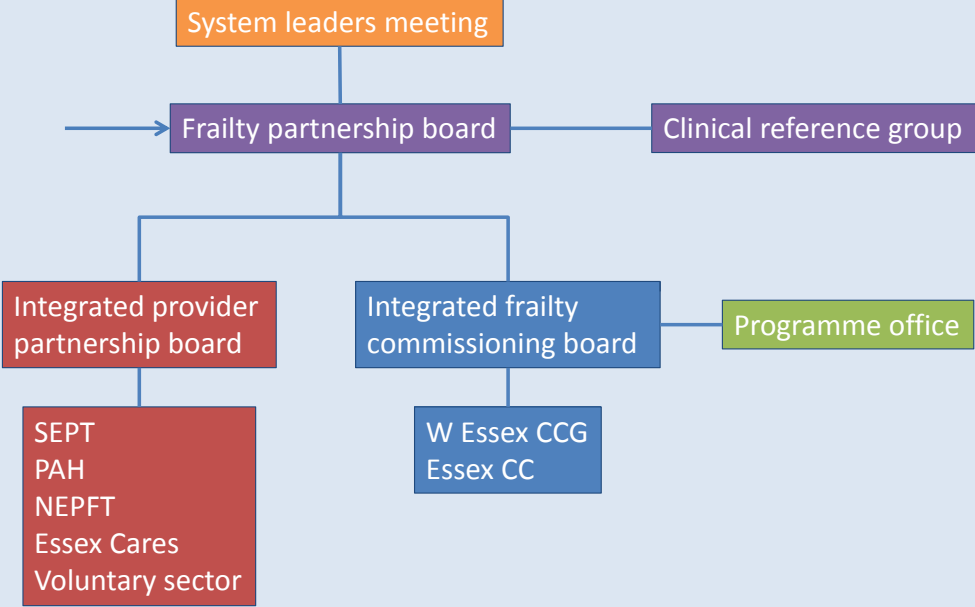 System leaders meeting
Frailty partnership board
Clinical reference group
Integrated provider
partnership board
Integrated frailty
commissioning board
Programme office
SEPT
PAH
NEPFT
Essex Cares
Voluntary sector
W Essex CCG
Essex CC